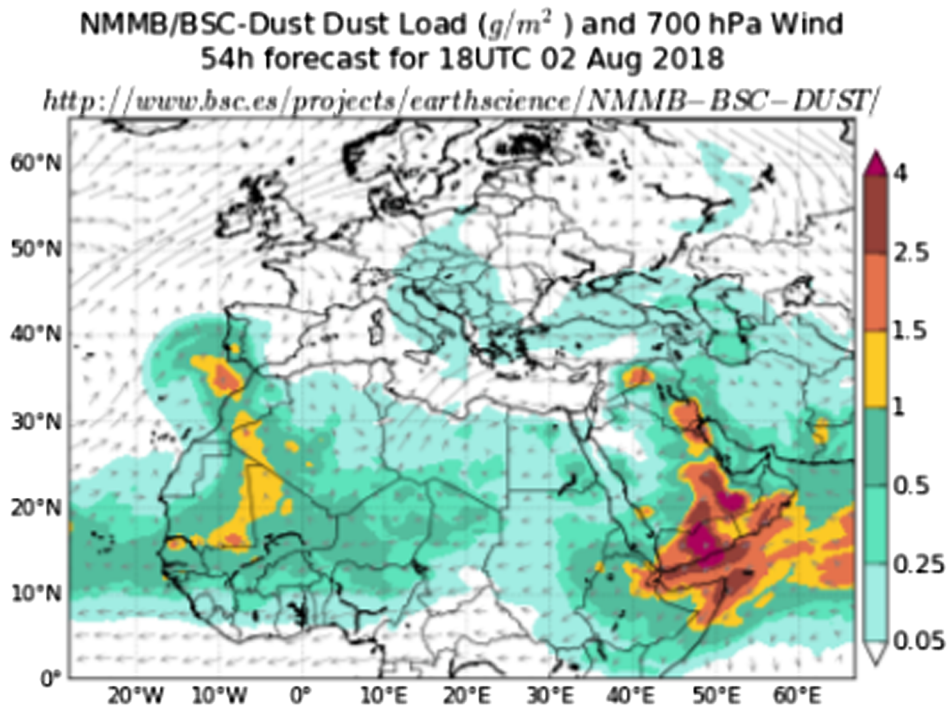 NMMB/BSC-Dust Dust Load (g/m²) and 700 hPa Wind
54h forecast for 18UTC 02 Aug 2018
http://www.bsc.es/projects/earthscience/NMMB−BSC−DUST/
60°N
50°N
40°N
30°N
20°N
10°N
0°
20°W 10°W 0° 10°E 20°E 30°E 40°E 50°E 60°E
4
2.5
1.5
1
0.5
0.25
0.05